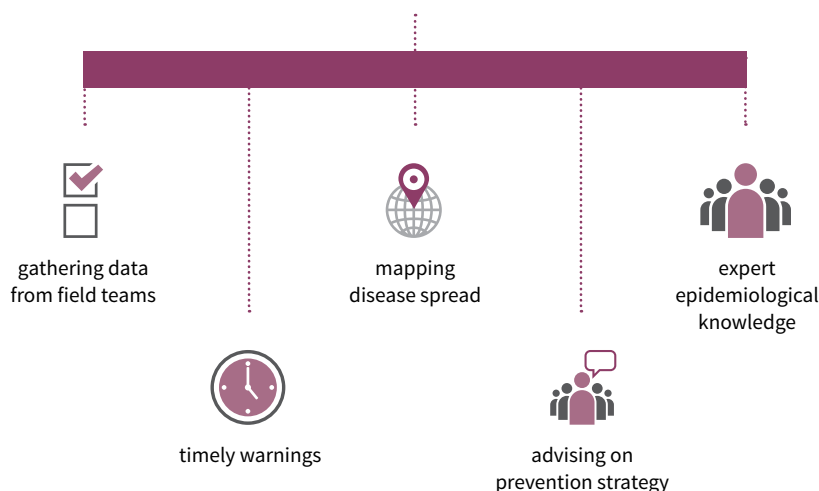 gathering data
from field teams
timely warnings
mapping
disease spread
advising on
prevention strategy
expert
epidemiological
knowledge